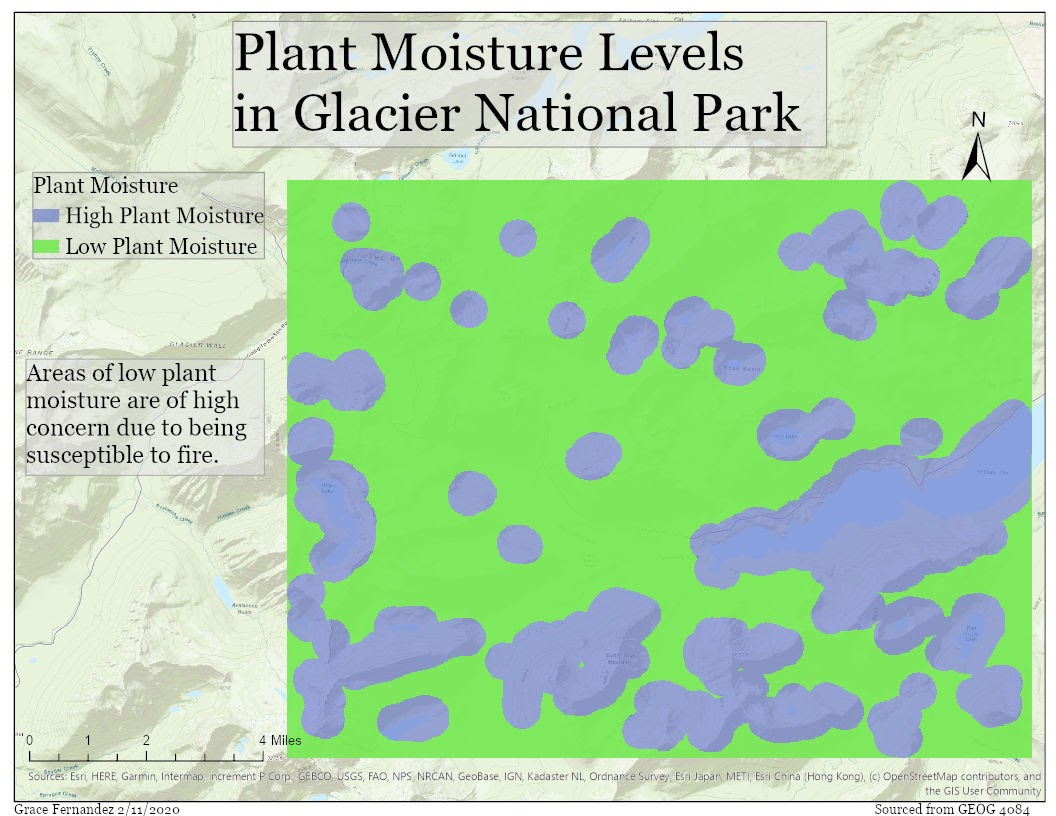 Plant Moisture Levels
in Glacier National Park
N
Plant Moisture
High Plant Moisture
Low Plant Moisture
GLACIER WALL
Areas of low plant
moisture are of high
concern due to being
susceptible to fire.
Avalanche
Basin
0 1 2 4 Miles
Sources: Esri, HERE, Garmin, Intermap, increment P Corp., GEBCO, USGS, FAO, NPS, NRCAN, GeoBase, IGN, Kadaster NL, Ordnance Survey, Esri Japan, METI, Esri China (Hong Kong), (c) OpenStreetMap contributors, and
the GIS User Community
Grace Fernandez 2/11/2020
Sourced from GEOG 4084